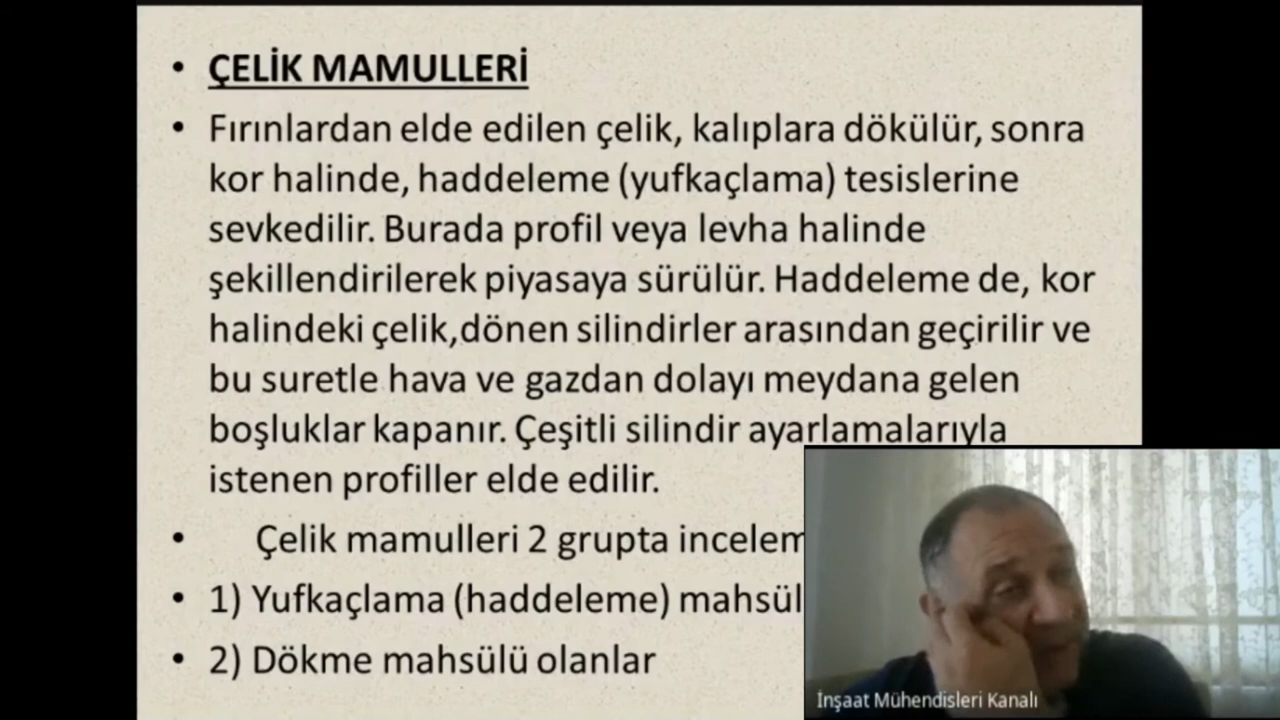 • ÇELİK MAMULLERİ
• Fırınlardan elde edilen çelik, kalıplara dökülür, sonra
kor halinde, haddeleme (yufkaçlama) tesislerine
sevkedilir. Burada profil veya levha halinde
şekillendirilerek piyasaya sürülür. Haddeleme de, kor
halindeki çelik,dönen silindirler arasından geçirilir ve
bu suretle hava ve gazdan dolayı meydana gelen
boşluklar kapanır. Çeşitli silindir ayarlamalarıyla
istenen profiller elde edilir.
• Çelik mamulleri 2 grupta
• 1) Yufkaçlama (haddeleme)
• 2) Dökme mahsülü olanlar
İnşaat Mühendisleri Kanalı